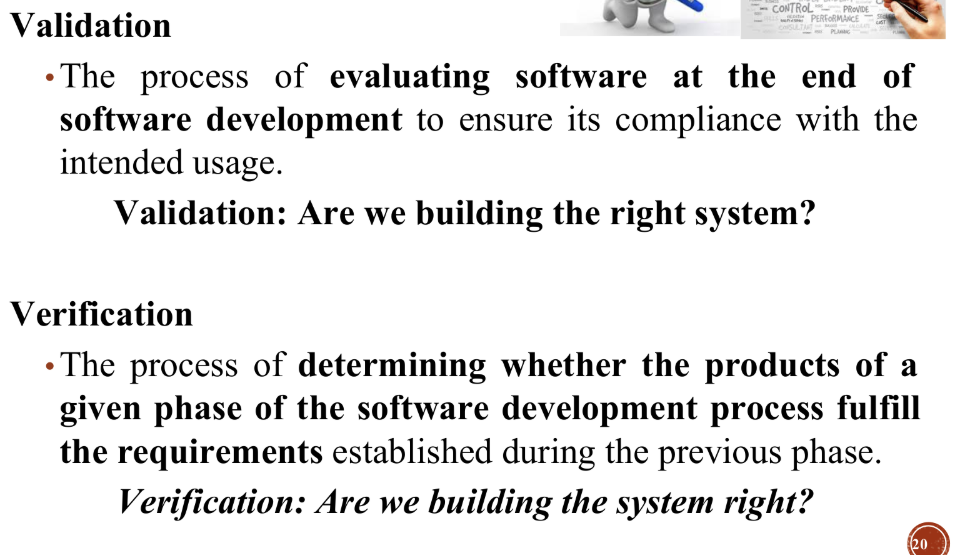 CONTROL PROVIDE
PERFORMANCE
PLANNING
Validation
• The process of evaluating software at the end of
software development to ensure its compliance with the
intended usage.
Validation: Are we building the right system?
Verification
• The process of determining whether the products of a
given phase of the software development process fulfill
the requirements established during the previous phase.
Verification: Are we building the system right?
20